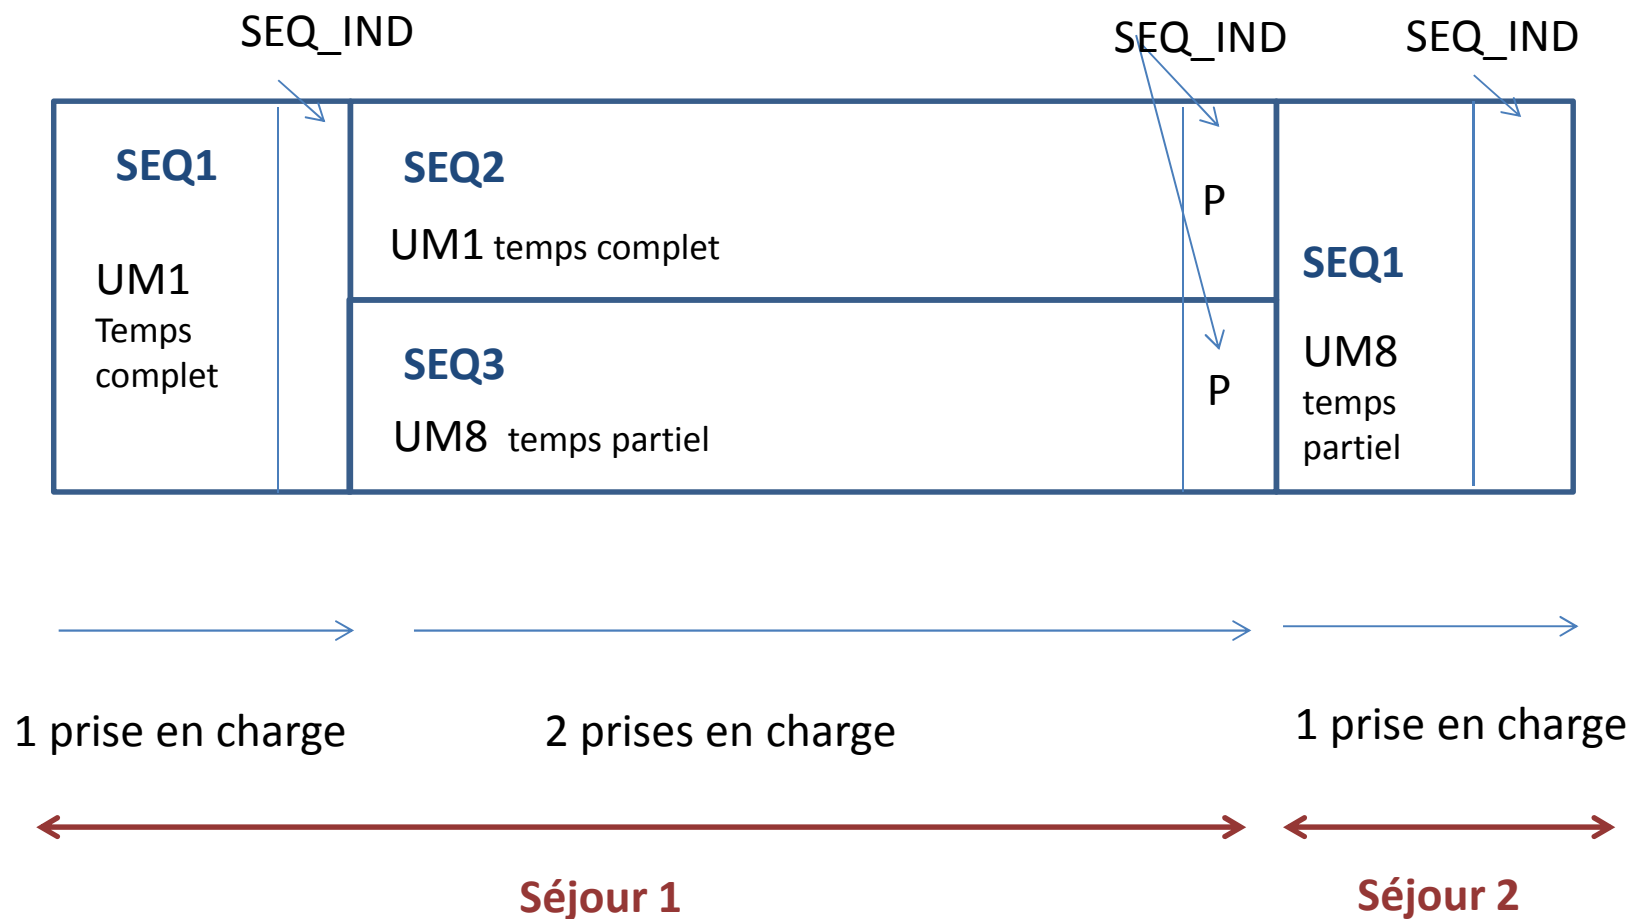 SEQ_IND
SEQ_IND
SEQ_IND
SEQ1
UM1
Temps
complet
SEQ2
UM1 temps complet
P
SEQ3
UM8 temps partiel
P
SEQ1
UM8
temps
partiel
1 prise en charge
2 prises en charge
1 prise en charge
Séjour 1
Séjour 2